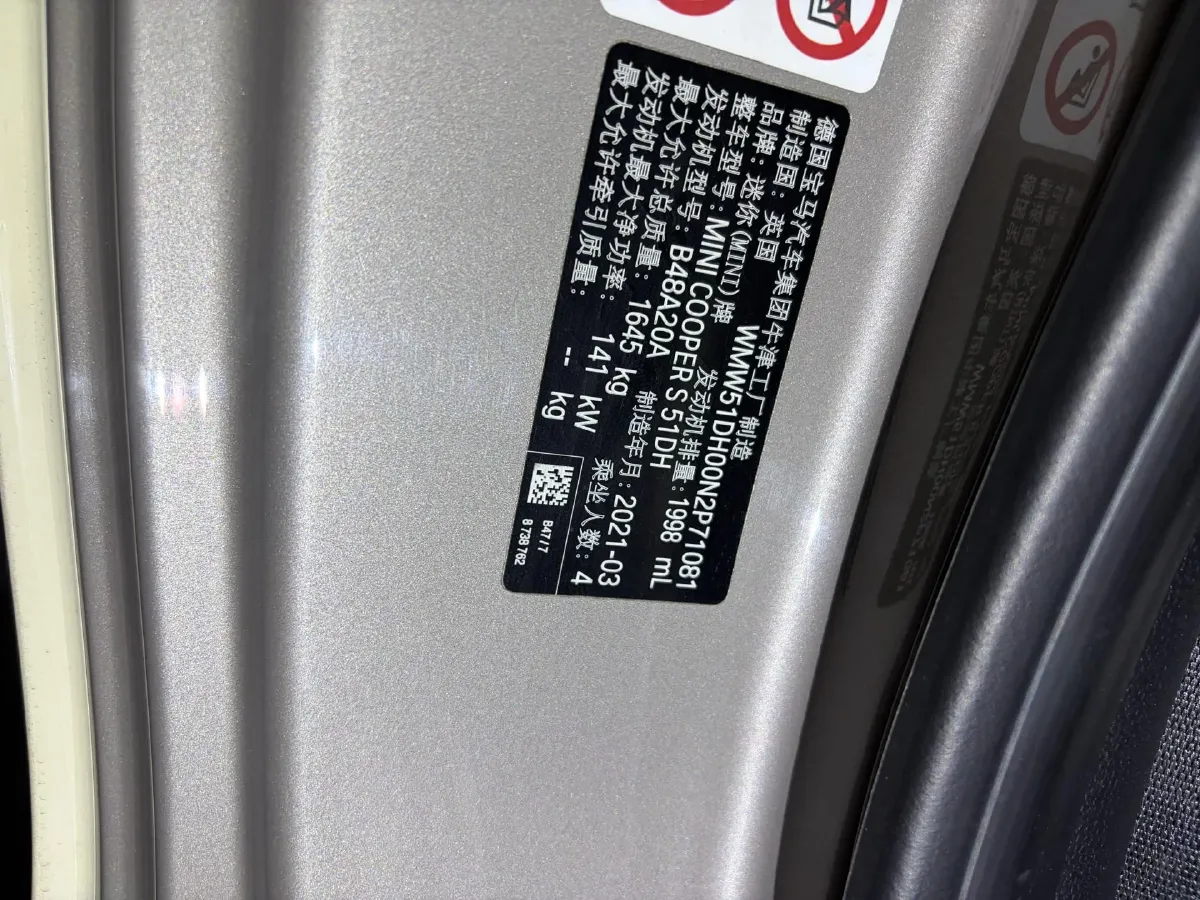 德国宝马汽车集团牛津工厂制造
制造国：英国 WMW51DH00N2P71081
品牌：迷你(MINI)牌 发动机排量：1998 mL
整车型号：MINI COOPER S 51DH
发动机型号：B48A20A 制造年月：2021-03
最大允许总质量：1645 kg 乘坐人数：4
发动机最大净功率：141 kW
最大允许牵引质量：-- kg
847/7
8 738 762